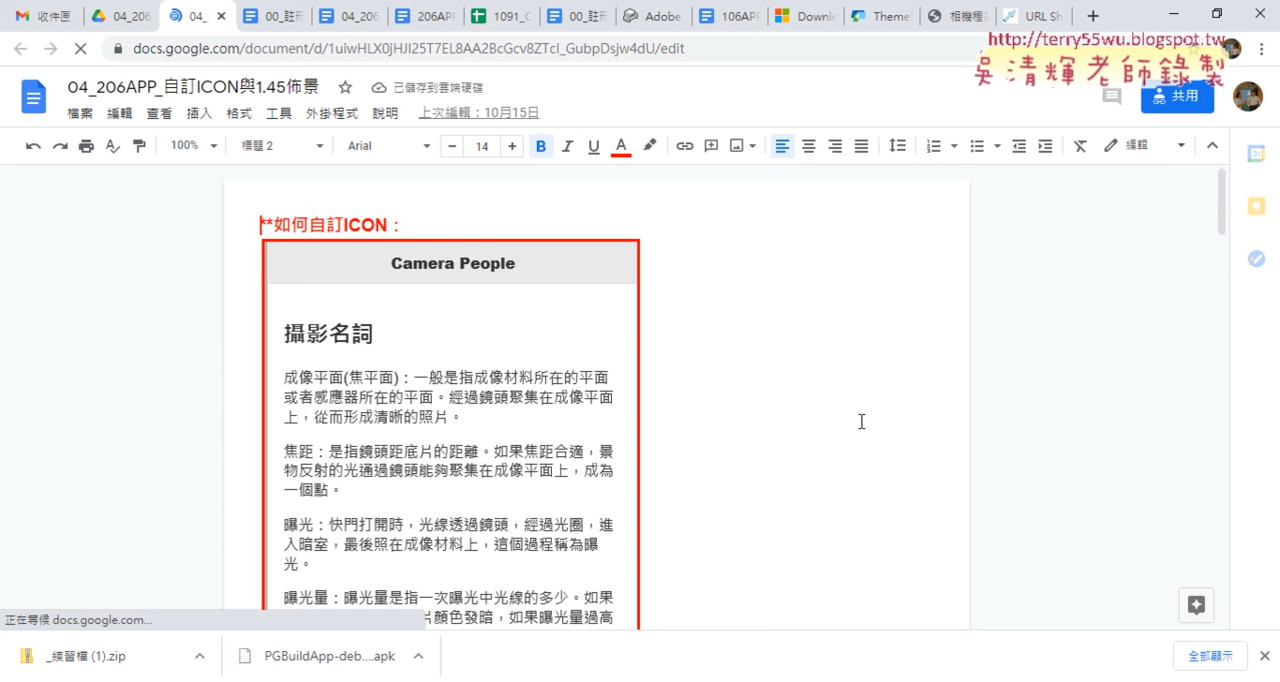 收件匣
04_206
04_
00_註冊
04_206
206APP
1091_C
00_註冊
Adobe
106APP
Downl
Theme
相機種
URL Sh
docs.google.com/document/d/1uiwHLX0jHJI25T7EL8AA2BcGcv8ZTcI_GubpDsjw4dU/edit
http://terry55wu.blogspot.tw
吳清輝老師錄製
04_206APP_自訂ICON與1.45佈景
已儲存到雲端硬碟
共用
檔案 編輯 查看 插入 格式 工具 外掛程式 說明 上次編輯：10月15日
100% 標題 2 Arial 14 B I U A 編輯
**如何自訂ICON：
Camera People
攝影名詞
成像平面(焦平面)：一般是指成像材料所在的平面
或者感應器所在的平面。經過鏡頭聚集在成像平面
上，從而形成清晰的照片。
焦距：是指鏡頭距底片的距離。如果焦距合適，景
物反射的光通過鏡頭能夠聚集在成像平面上，成為
一個點。
曝光：快門打開時，光線透過鏡頭，經過光圈，進
入暗室，最後照在成像材料上，這個過程稱為曝
光。
曝光量：曝光量是指一次曝光中光線的多少。如果
片顏色發暗，如果曝光量過高
正在等候 docs.google.com...
_練習檔 (1).zip
PGBuildApp-deb....apk
全部顯示